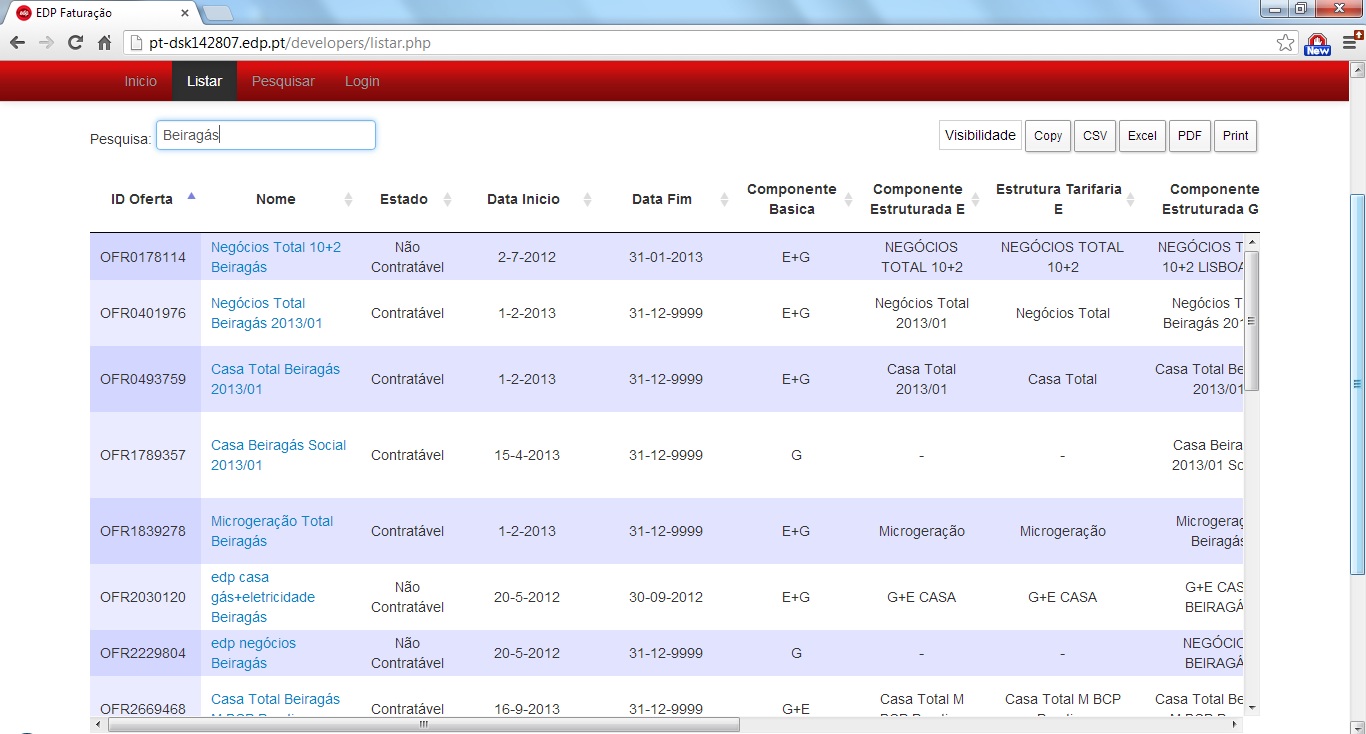 EDP Faturação
pt-dsk142807.edp.pt/developers/listar.php
New
Inicio Listar Pesquisar Login
Pesquisa: Beiragás Visibilidade Copy CSV Excel PDF Print
ID Oferta Nome Estado Data Inicio Data Fim Componente Basica Componente Estruturada E Estrutura Tarifaria E Componente Estruturada G
OFR0178114 Negócios Total 10+2 Beiragás Não Contratável 2-7-2012 31-01-2013 E+G NEGÓCIOS TOTAL 10+2 NEGÓCIOS TOTAL 10+2 NEGÓCIOS T 10+2 LISBOA
OFR0401976 Negócios Total Beiragás 2013/01 Contratável 1-2-2013 31-12-9999 E+G Negócios Total 2013/01 Negócios Total Negócios T Beiragás 201
OFR0493759 Casa Total Beiragás 2013/01 Contratável 1-2-2013 31-12-9999 E+G Casa Total 2013/01 Casa Total Casa Total Be 2013/01
OFR1789357 Casa Beiragás Social 2013/01 Contratável 15-4-2013 31-12-9999 G - - Casa Beira 2013/01 So
OFR1839278 Microgeração Total Beiragás Contratável 1-2-2013 31-12-9999 E+G Microgeração Microgeração Microgeraç Beiragás
OFR2030120 edp casa gás+eletricidade Beiragás Não Contratável 20-5-2012 30-09-2012 E+G G+E CASA G+E CASA G+E CAS BEIRAGÁ
OFR2229804 edp negócios Beiragás Não Contratável 20-5-2012 31-12-9999 G - - NEGÓCIO BEIRAGÁ
OFR2669468 Casa Total Beiragás Contratável 16-9-2013 31-12-9999 G+E Casa Total M Casa Total M BCP Casa Total Be